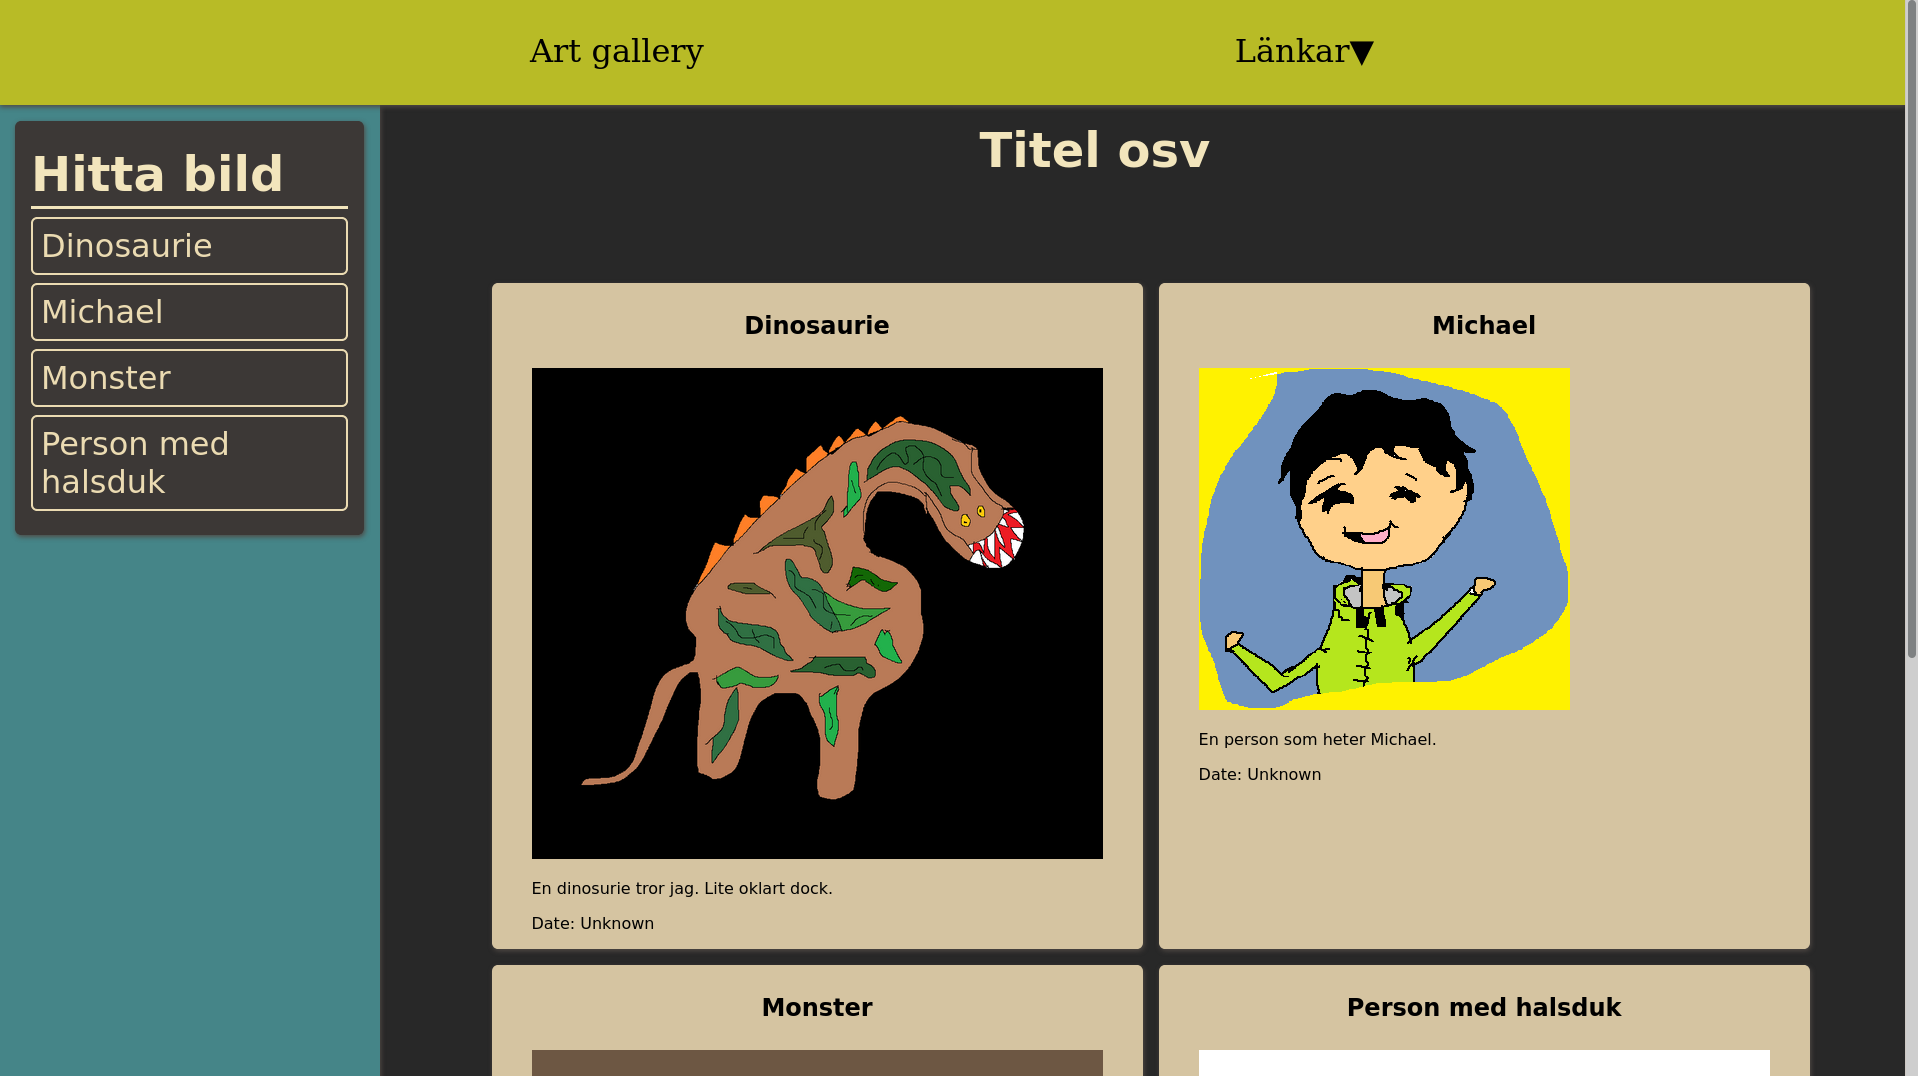 Art gallery
Länkar▼
Hitta bild
Dinosaurie
Michael
Monster
Person med
halsduk
Titel osv
Dinosaurie
En dinosurie tror jag. Lite oklart dock.
Date: Unknown
Michael
En person som heter Michael.
Date: Unknown
Monster
Person med halsduk